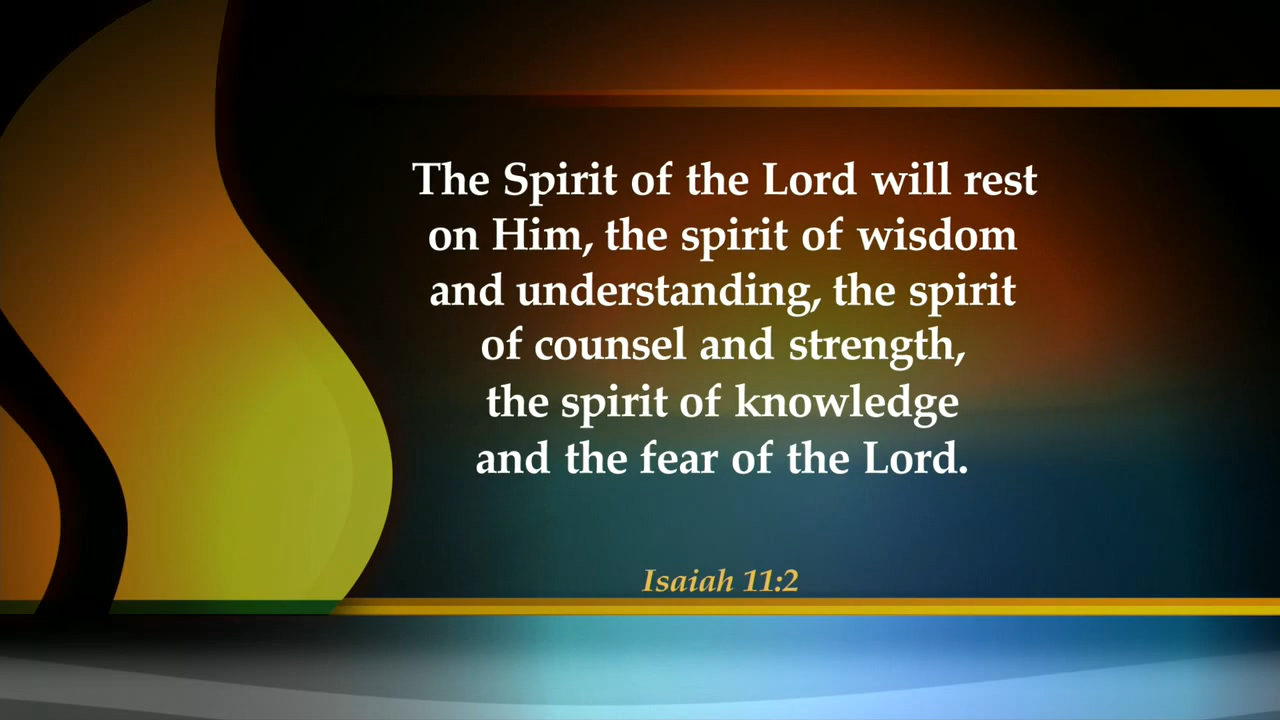 The Spirit of the Lord will rest
on Him, the spirit of wisdom
and understanding, the spirit
of counsel and strength,
the spirit of knowledge
and the fear of the Lord.
Isaiah 11:2